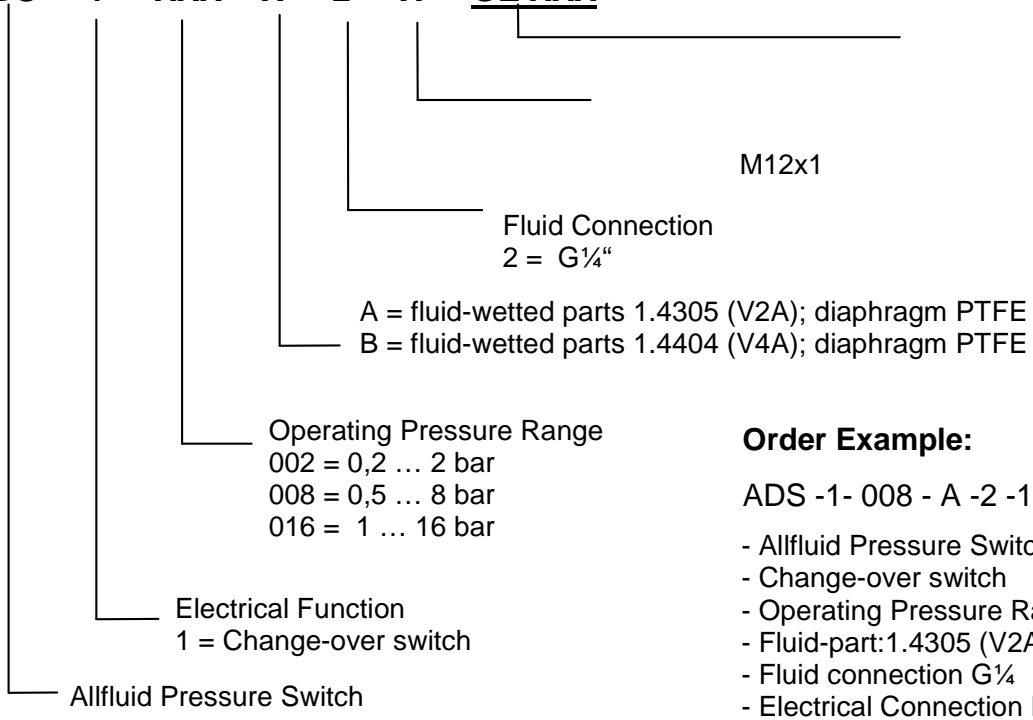 M12x1
Fluid Connection
2 = G¼“
A = fluid-wetted parts 1.4305 (V2A); diaphragm PTFE
B = fluid-wetted parts 1.4404 (V4A); diaphragm PTFE
Operating Pressure Range
002 = 0,2 … 2 bar
008 = 0,5 … 8 bar
016 = 1 … 16 bar
Electrical Function
1 = Change-over switch
Allfluid Pressure Switch
Order Example:
ADS -1- 008 - A -2 -1
- Allfluid Pressure
- Change-over switch
- Operating Pressure
- Fluid-part:1.4305
- Fluid connection G¼
- Electrical Connection